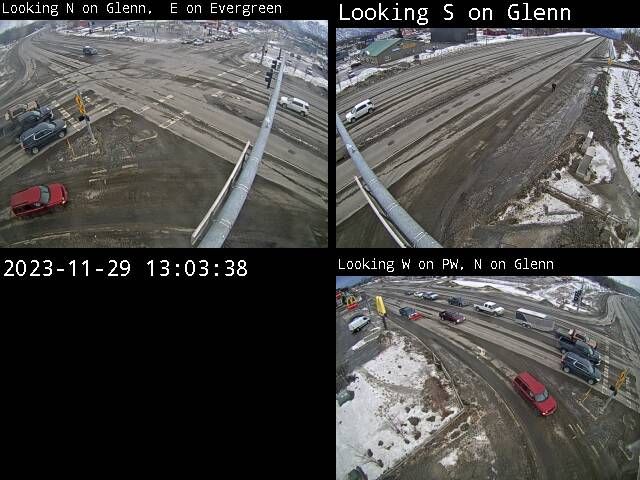 Looking N on Glenn,  E on Evergreen
Looking S on Glenn
2023-11-29 13:03:38
Looking W on PW, N on Glenn